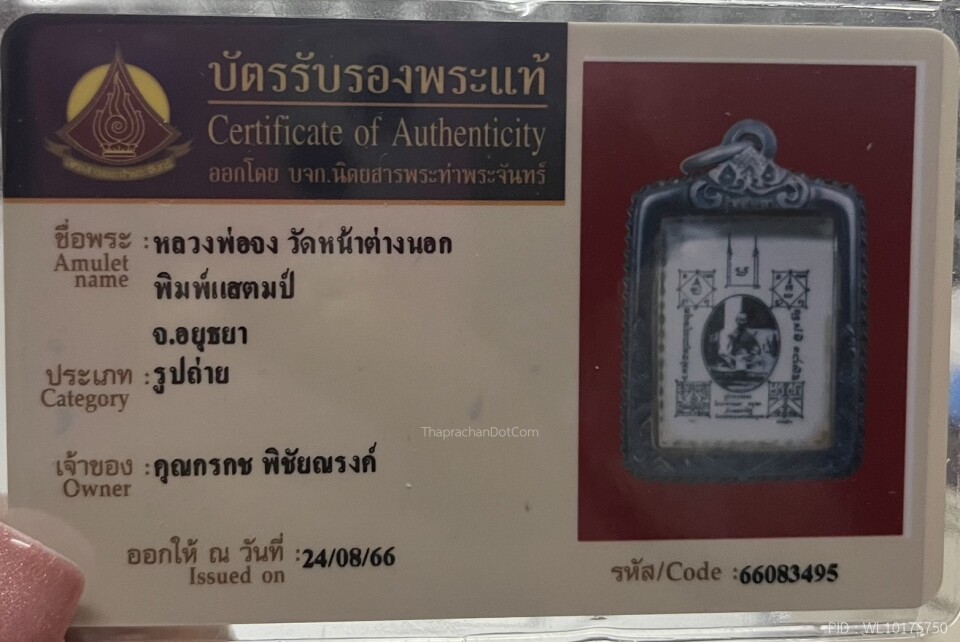 บัตรรับรองพระแท้
Certificate of Authenticity
ออกโดย บจก.นิตยสารพระท่าพระจันทร์
ชื่อพระ : หลวงพ่อจง วัดหน้าต่างนอก
Amulet name
พิมพ์แสตมป์
จ.อยุธยา
ประเภท : รูปถ่าย
Category
ThaprachanDotCom
เจ้าของ : คุณกรกช พิชัยณรงค์
Owner
ออกให้ ณ วันที่ : 24/08/66
Issued on
รหัส/Code : 66083495
PID : WL10175750